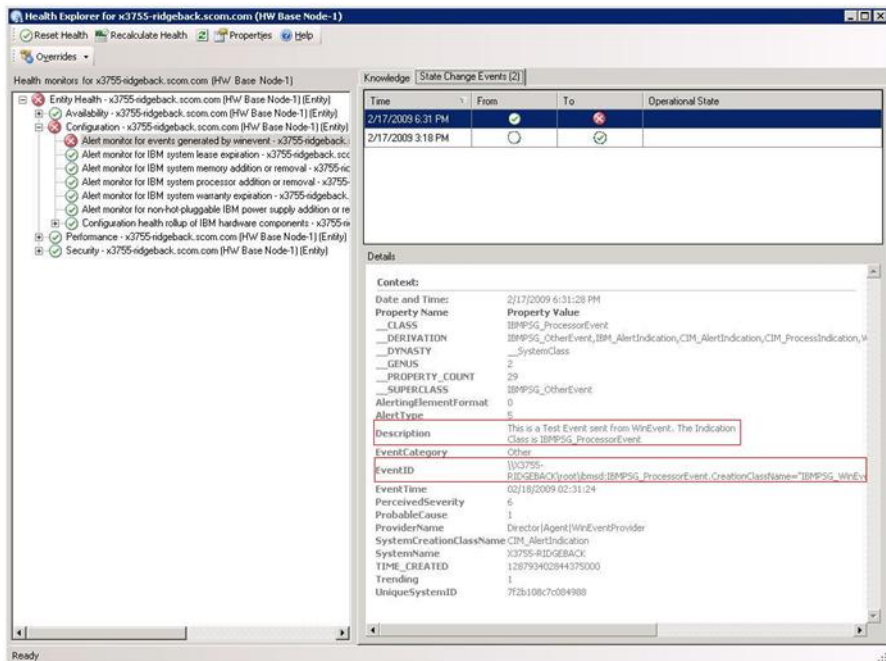 Health Explorer for x3755-ridgeback.scom.com (HW Base Node-1)
Reset Health Recalculate Health Properties Help
Overrides
Health monitors for x3755-ridgeback.scom.com (HW Base Node-1)
Entity Health - x3755-ridgeback.scom.com (HW Base Node-1) (Entity)
Availability - x3755-ridgeback.scom.com (HW Base Node-1) (Entity)
Configuration - x3755-ridgeback.scom.com (HW Base Node-1) (Entity)
Alert monitor for events generated by winevent - x3755-ridgeback.
Alert monitor for IBM system lease expiration - x3755-ridgeback.sco
Alert monitor for IBM system memory addition or removal - x3755-rid
Alert monitor for IBM system processor addition or removal - x3755-
Alert monitor for IBM system warranty expiration - x3755-ridgeback.
Alert monitor for non-hot-pluggable IBM power supply addition or re
Configuration health rollup of IBM hardware components - x3755-rid
Performance - x3755-ridgeback.scom.com (HW Base Node-1) (Entity)
Security - x3755-ridgeback.scom.com (HW Base Node-1) (Entity)
Knowledge State Change Events (2)
Time From To Operational State
2/17/2009 6:31 PM
2/17/2009 3:18 PM
Details
Context:
Date and Time: 2/17/2009 6:31:28 PM
Property Name Property Value
__CLASS IBMPSG_ProcessorEvent
__DERIVATION IBMPSG_OtherEvent,IBM_AlertIndication,CIM_AlertIndication,CIM_ProcessIndication,
__DYNASTY __SystemClass
__GENUS 2
__PROPERTY_COUNT 29
__SUPERCLASS IBMPSG_OtherEvent
AlertingElementFormat 0
AlertType 5
Description This is a Test Event sent from WinEvent. The Indication
Class is IBMPSG_ProcessorEvent
EventCategory Other
EventID \\X3755-
RIDGEBACK\root\ibmsd:IBMPSG_ProcessorEvent.CreationClassName="IBMPSG_WinEve
EventTime 02/18/2009 02:31:24
PerceivedSeverity 6
ProbableCause 1
ProviderName Director|Agent|WinEventProvider
SystemCreationClassName CIM_AlertIndication
SystemName X3755-RIDGEBACK
TIME_CREATED 128793402844375000
Trending 1
UniqueSystemID 7f2b108c7c084988
Ready